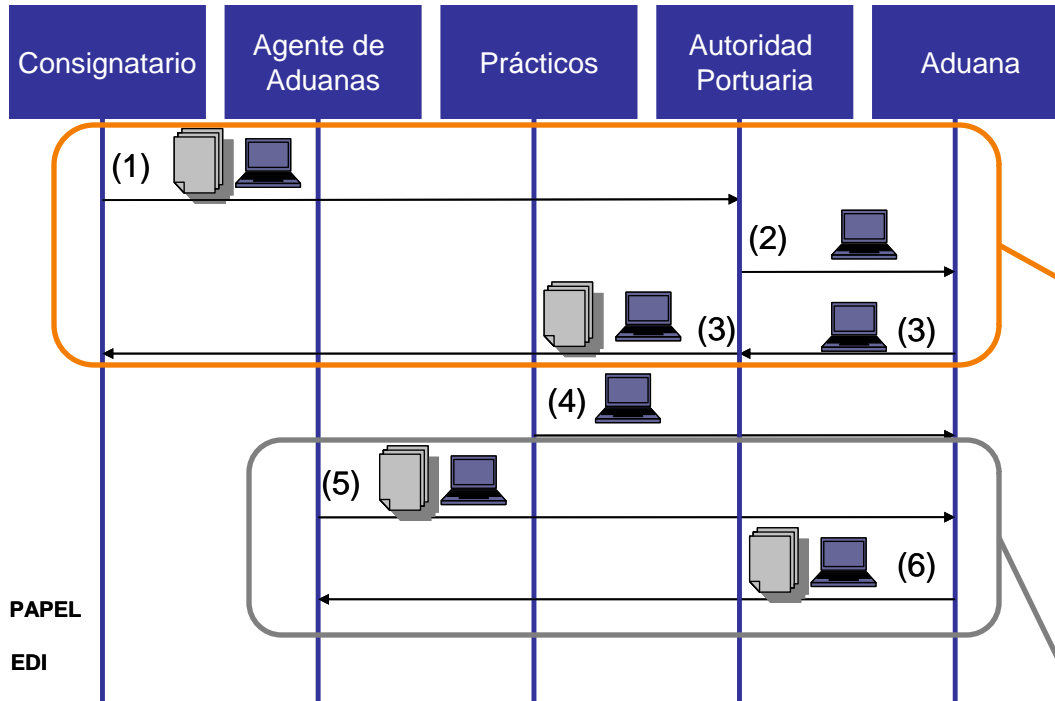 Consignatario
Agente de
Aduanas
Prácticos
Autoridad
Portuaria
Aduana
(1)
(2)
(3)
(3)
(4)
(5)
(6)
PAPEL
EDI